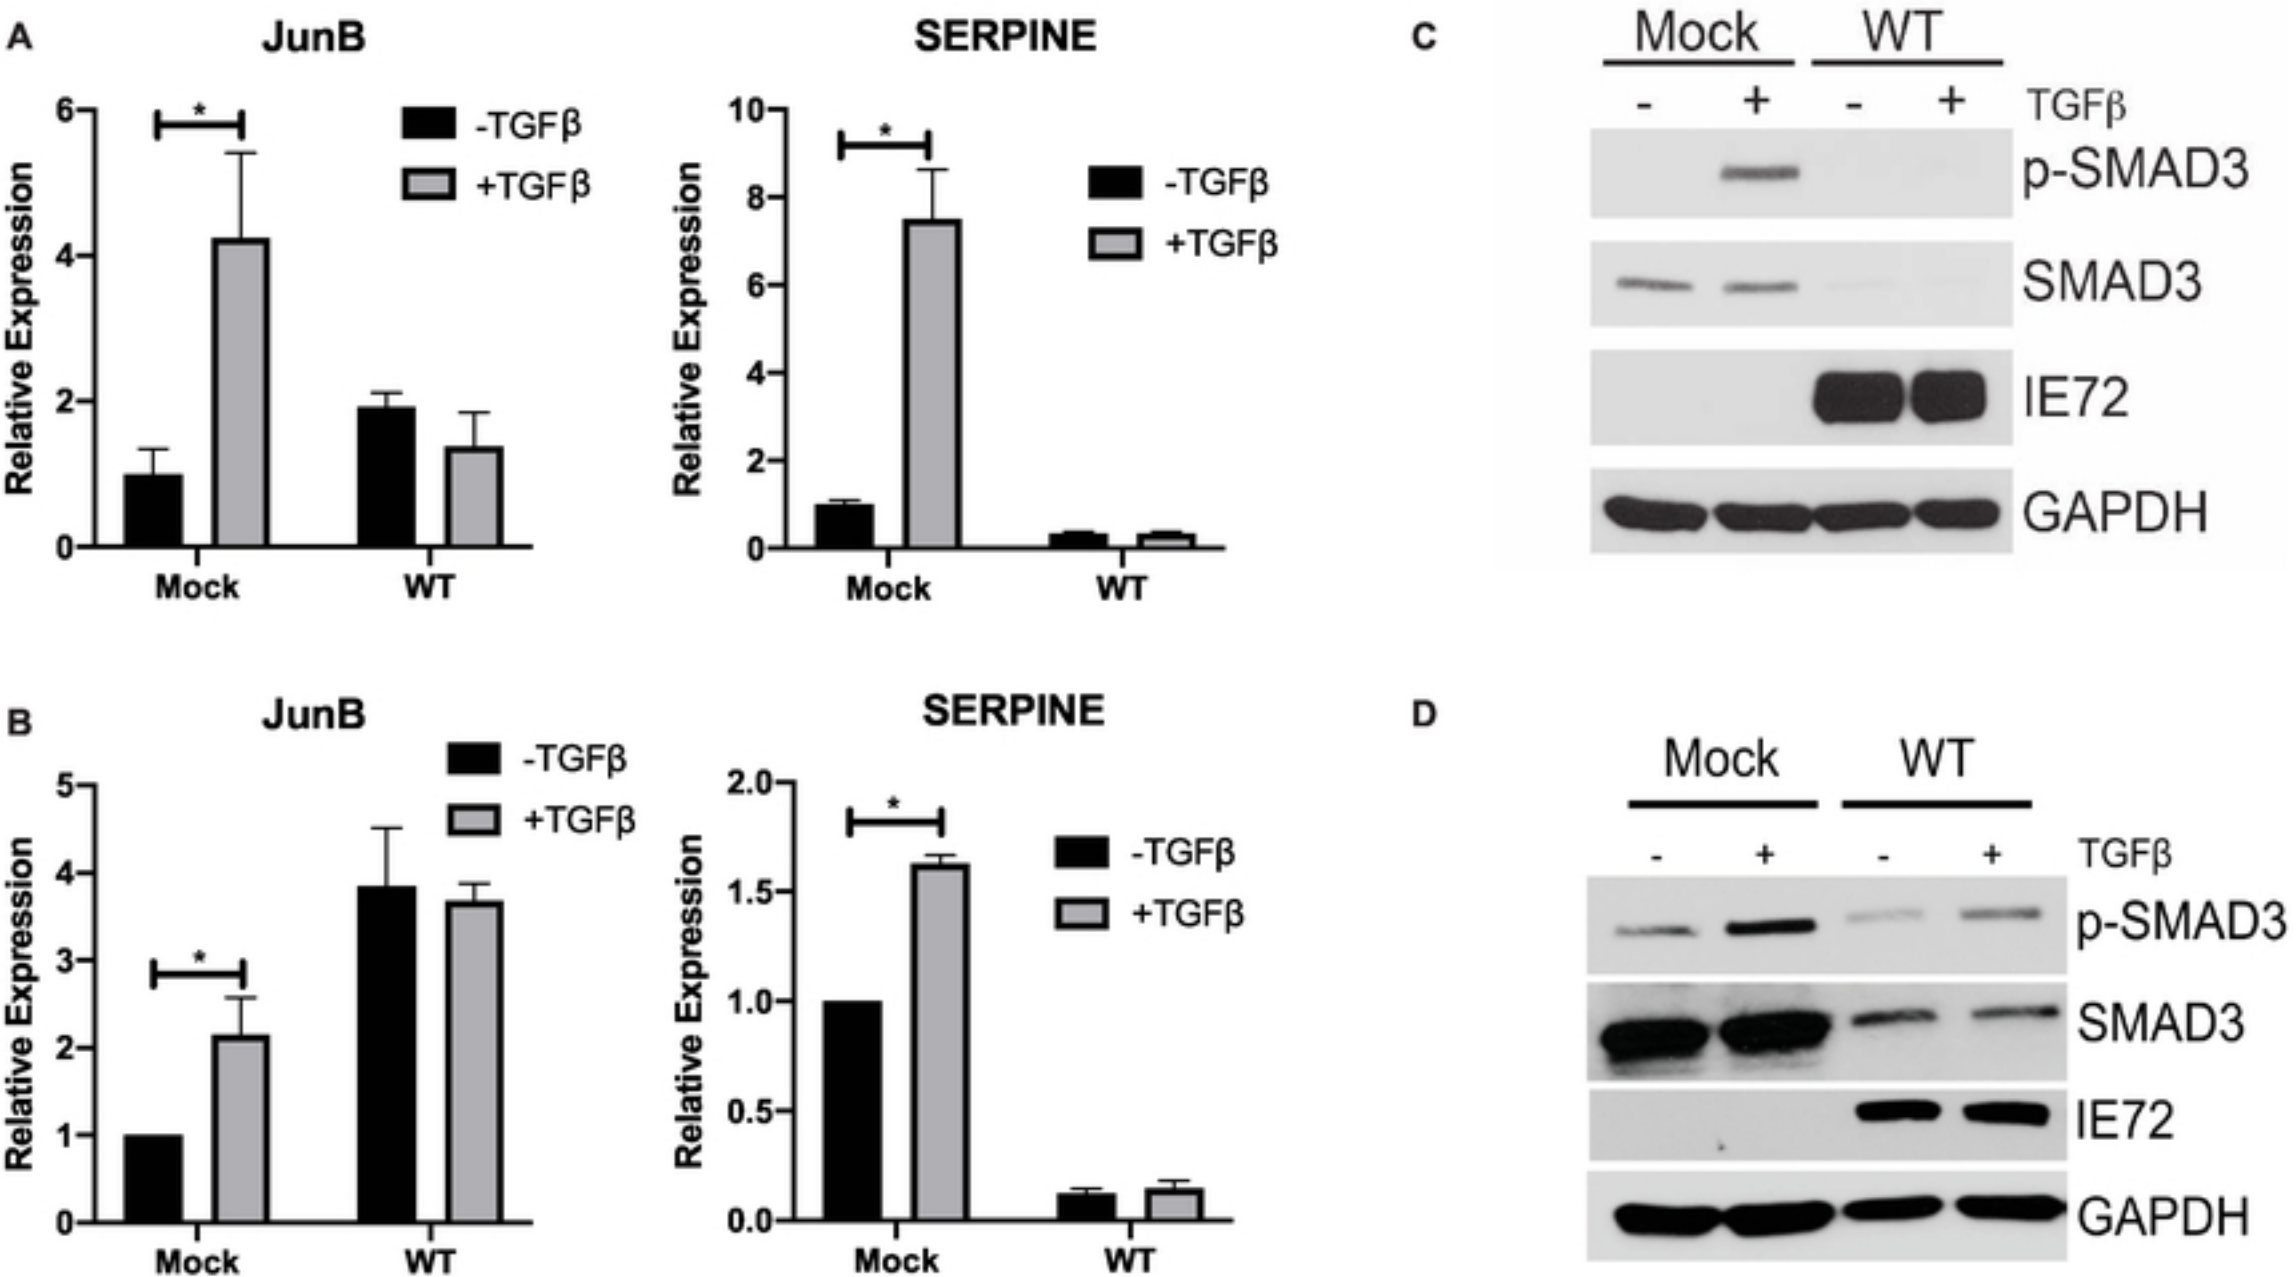 A
JunB
6
4
2
0
Relative Expression
*
-TGFβ
+TGFβ
Mock WT
SERPINE
10
8
6
4
2
0
Relative Expression
*
-TGFβ
+TGFβ
Mock WT
C
Mock WT
- + - + TGFβ
p-SMAD3
SMAD3
IE72
GAPDH
B
JunB
5
4
3
2
1
0
Relative Expression
*
-TGFβ
+TGFβ
Mock WT
SERPINE
2.0
1.5
1.0
0.5
0.0
Relative Expression
*
-TGFβ
+TGFβ
Mock WT
D
Mock WT
- + - + TGFβ
p-SMAD3
SMAD3
IE72
GAPDH